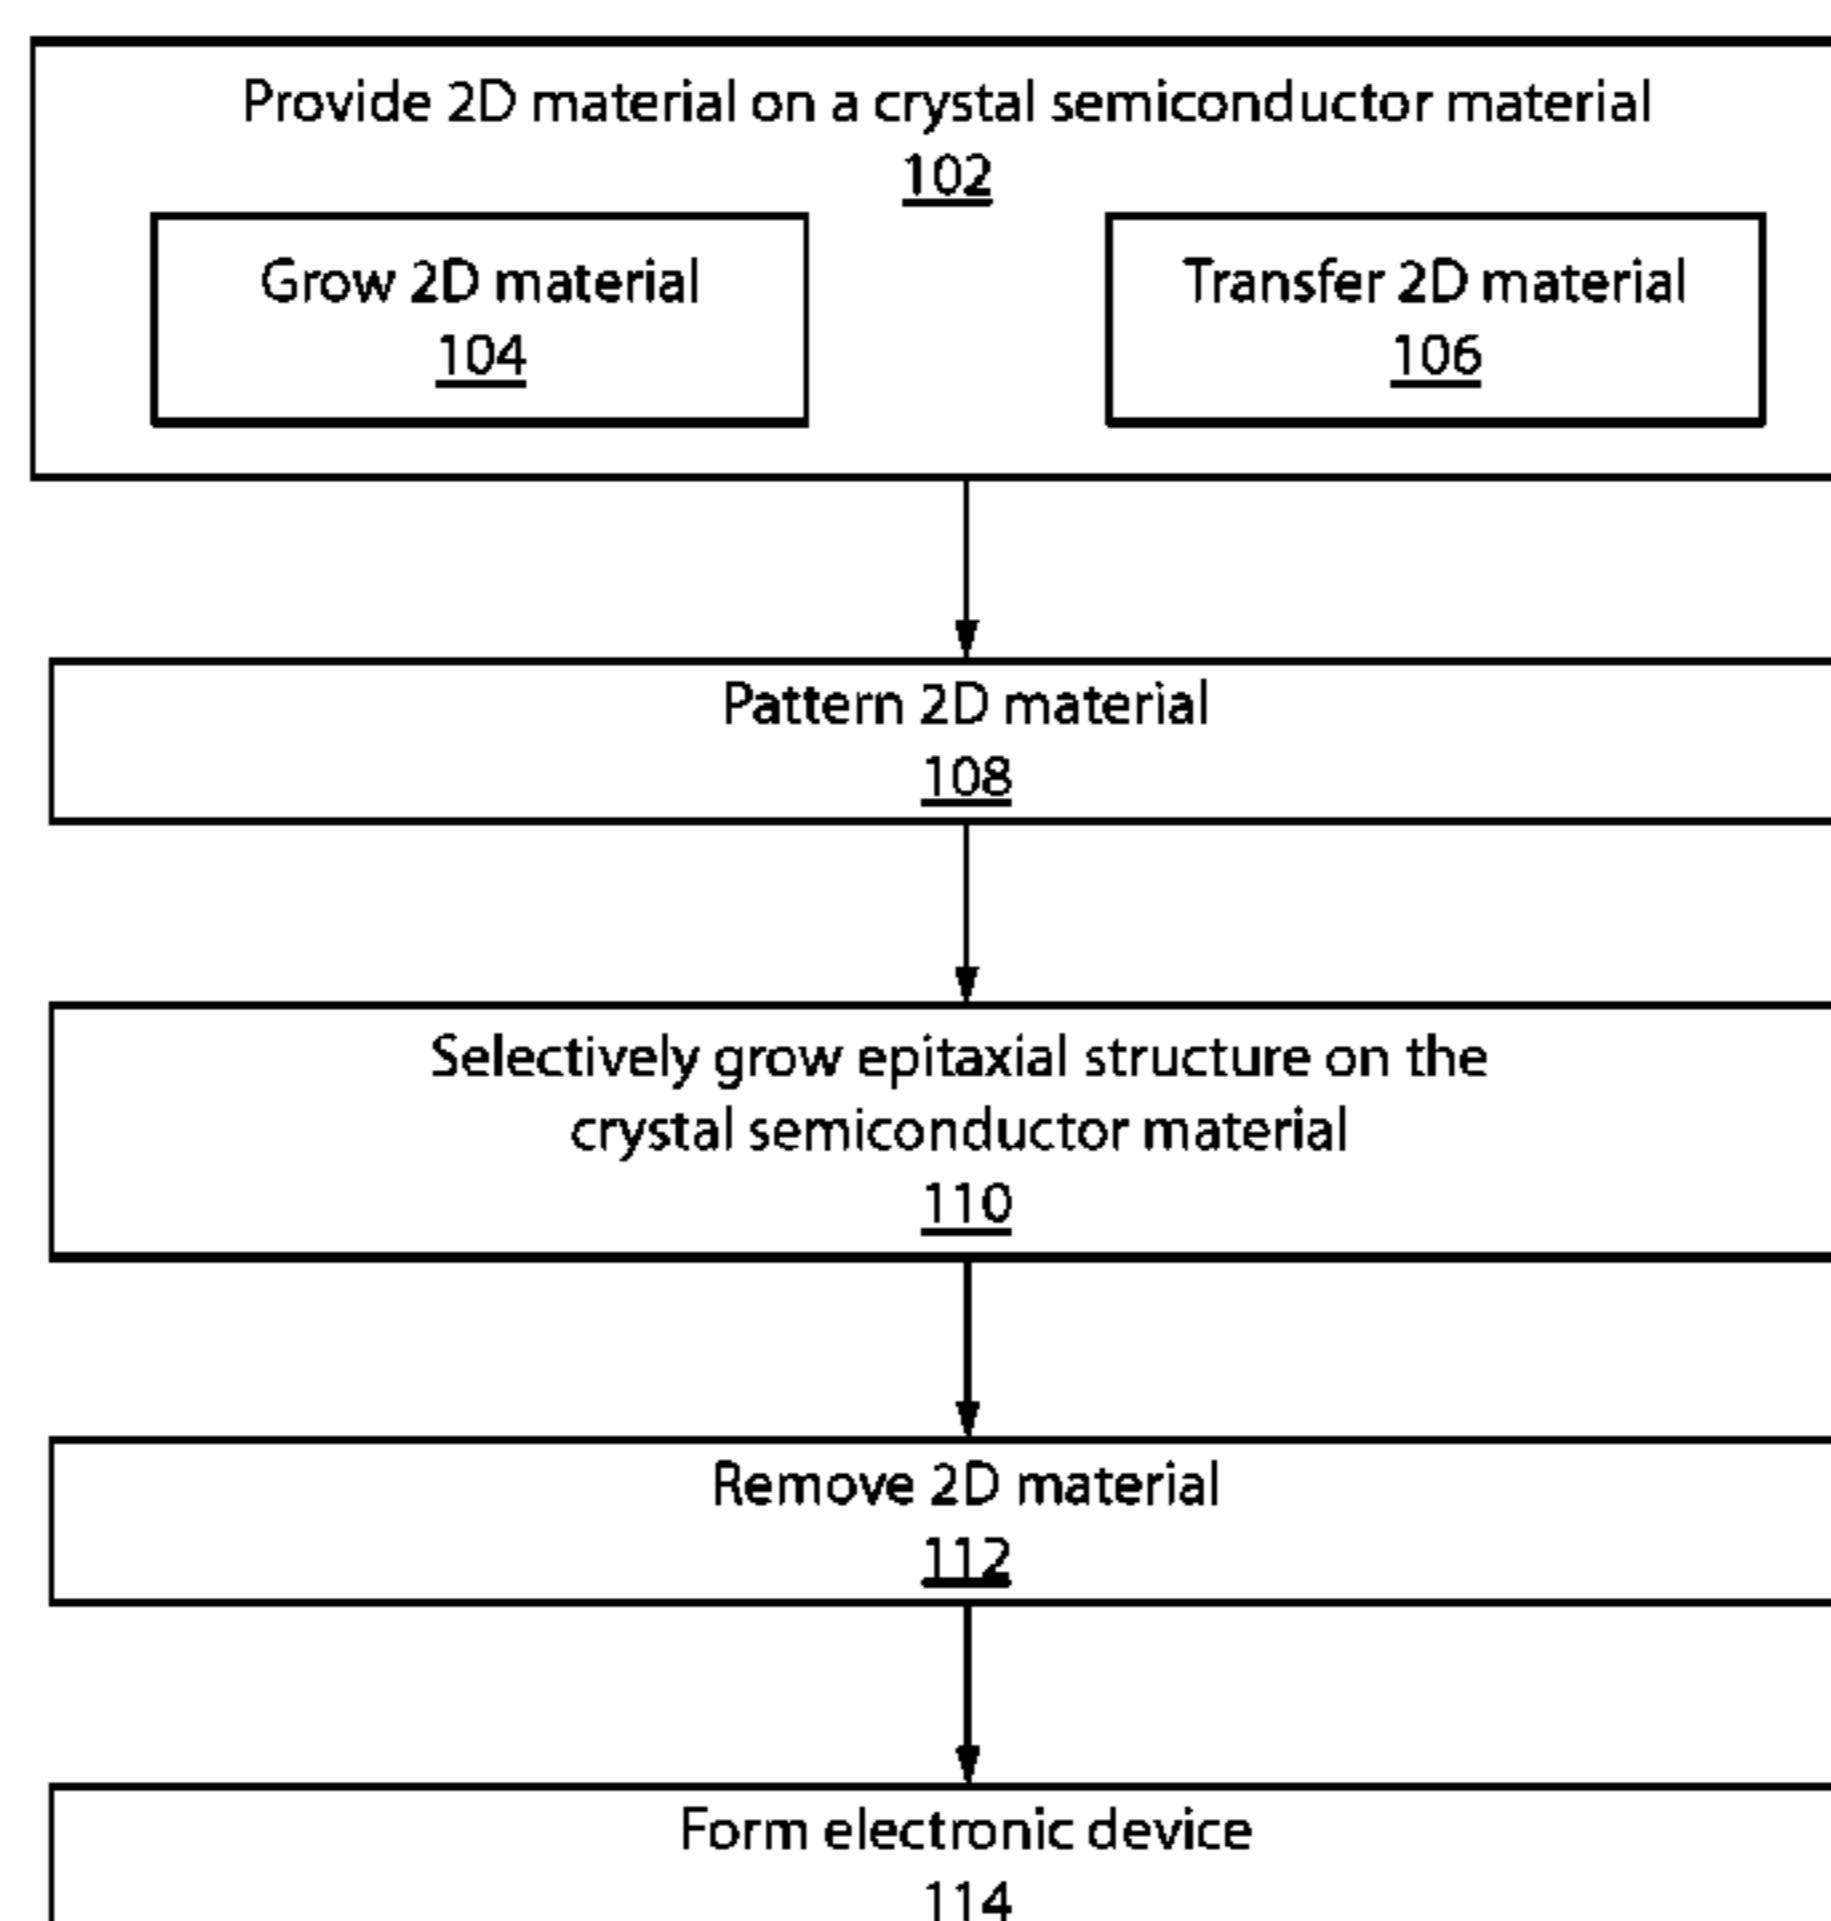 Provide 2D material on a crystal semiconductor material
102
Grow 2D material
104
Transfer 2D material
106
Pattern 2D material
108
Selectively grow epitaxial structure on the
crystal semiconductor material
110
Remove 2D material
112
Form electronic device
114